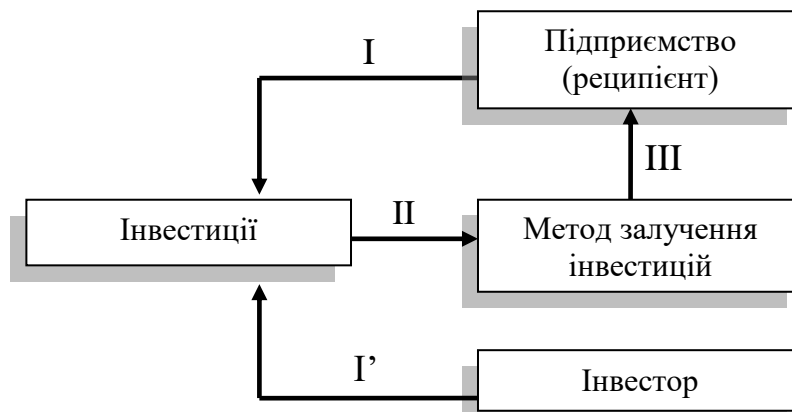 I
Підприємство
(реципієнт)
III
Інвестиції
II
Метод залучення
інвестицій
I’
Інвестор